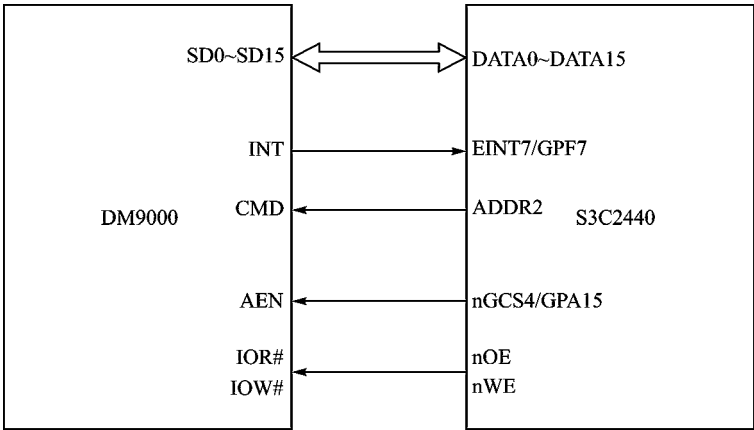 SD0~SD15 DATA0~DATA15
INT EINT7/GPF7
CMD ADDR2
DM9000 S3C2440
AEN nGCS4/GPA15
IOR# nOE
IOW# nWE